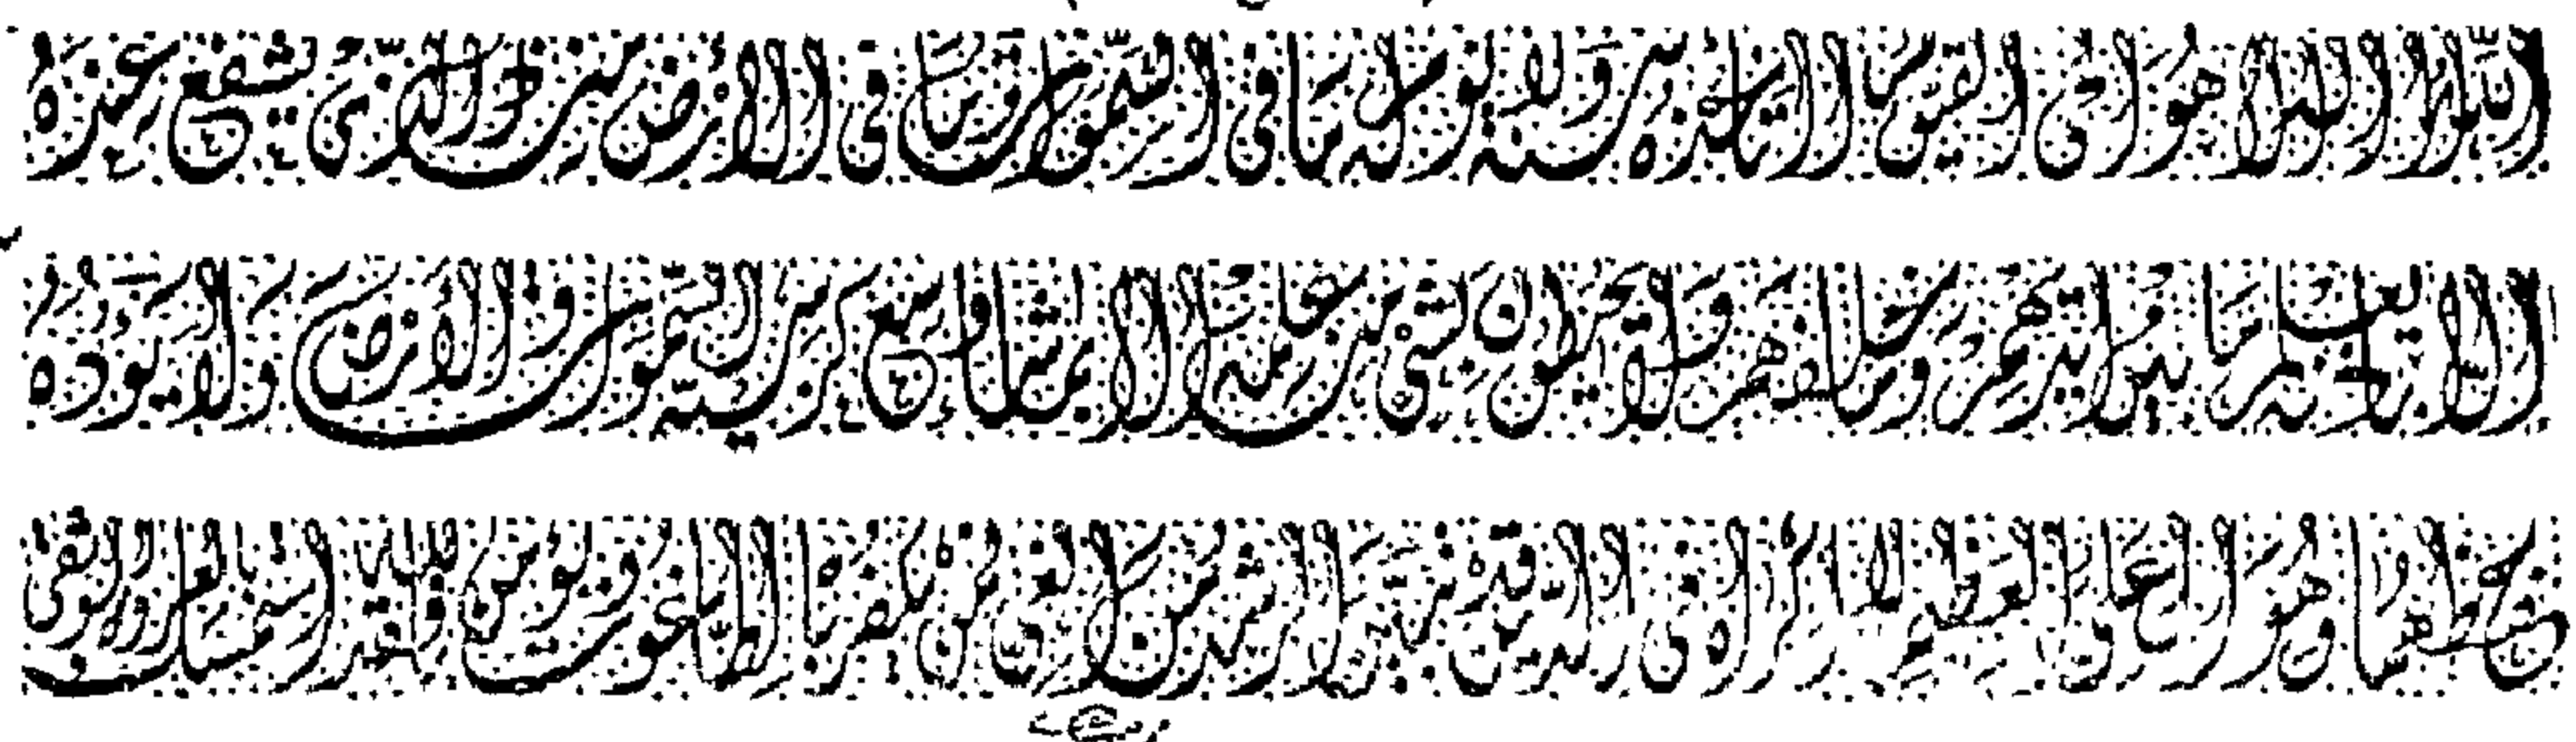 الله لا إله إلا هو الحي القيوم لا تأخذه سنة ولا نوم له ما في السموات وما في الأرض من ذا الذي يشفع عنده
إلا بإذنه يعلم ما بين أيديهم وما خلفهم ولا يحيطون بشيء من علمه إلا بما شاء وسع كرسيه السموات والأرض ولا يؤده
حفظهما وهو العلي العظيم لا إكراه في الدين قد تبين الرشد من الغي فمن يكفر بالطاغوت ويؤمن بالله فقد استمسك بالعروة الوثقى